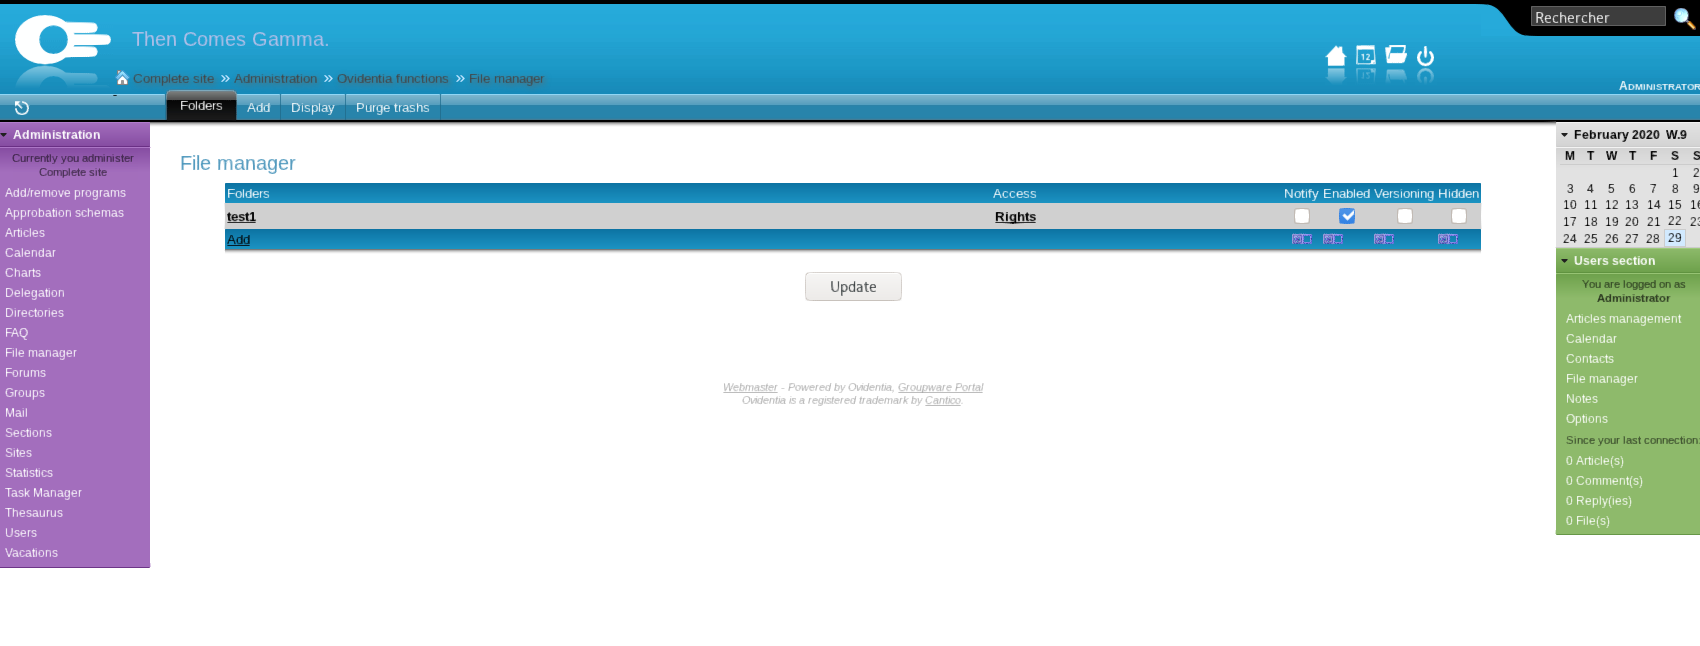 Rechercher
Then Comes Gamma.
12
Complete site » Administration » Ovidentia functions » File manager
ADMINISTRATOR
Folders Add Display Purge trashs
Administration
Currently you administer
Complete site
Add/remove programs
Approbation schemas
Articles
Calendar
Charts
Delegation
Directories
FAQ
File manager
Forums
Groups
Mail
Sections
Sites
Statistics
Task Manager
Thesaurus
Users
Vacations
File manager
Folders Access Notify Enabled Versioning Hidden
test1 Rights
Add
Update
Webmaster - Powered by Ovidentia, Groupware Portal
Ovidentia is a registered trademark by Cantico.
February 2020 W.9
M T W T F S S
1 2
3 4 5 6 7 8 9
10 11 12 13 14 15 16
17 18 19 20 21 22 23
24 25 26 27 28 29
Users section
You are logged on as
Administrator
Articles management
Calendar
Contacts
File manager
Notes
Options
Since your last connection:
0 Article(s)
0 Comment(s)
0 Reply(ies)
0 File(s)